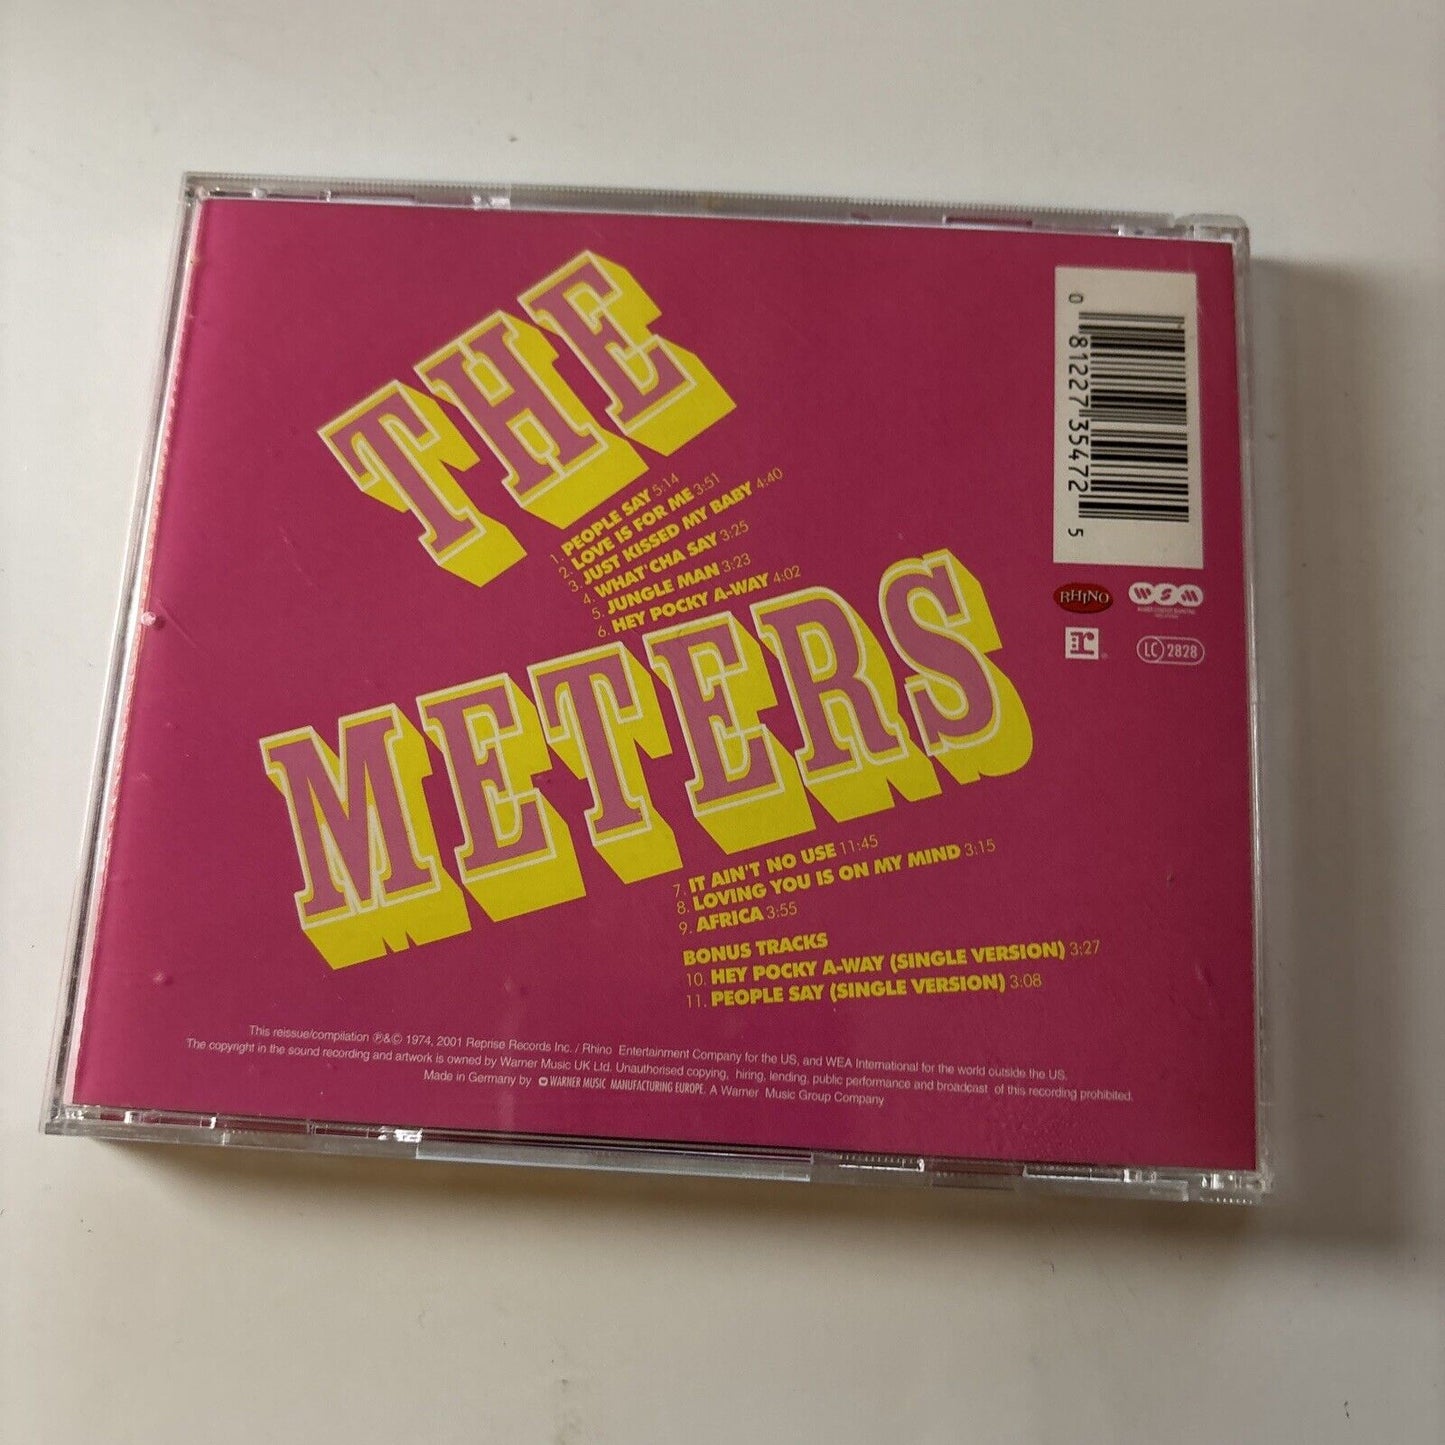 THE
1. PEOPLE SAY 5:14
2. LOVE IS FOR ME 3:51
3. JUST KISSED MY BABY 4:40
4. WHAT'CHA SAY 3:25
5. JUNGLE MAN 3:23
6. HEY POCKY A-WAY 4:02
METERS
7. IT AIN'T NO USE 11:45
8. LOVING YOU IS ON MY MIND 3:15
9. AFRICA 3:55
BONUS TRACKS
10. HEY POCKY A-WAY (SINGLE VERSION) 3:27
11. PEOPLE SAY (SINGLE VERSION) 3:08
0 81227 35472 5
RHINO
WSM
r:
LC 2828
This reissue/compilation ℗&© 1974, 2001 Reprise Records Inc. / Rhino Entertainment Company for the US, and WEA International for the world outside the US.
The copyright in the sound recording and artwork is owned by Warner Music UK Ltd. Unauthorised copying, hiring, lending, public performance and broadcast of this recording prohibited.
Made in Germany by WARNER MUSIC MANUFACTURING EUROPE. A Warner Music Group Company